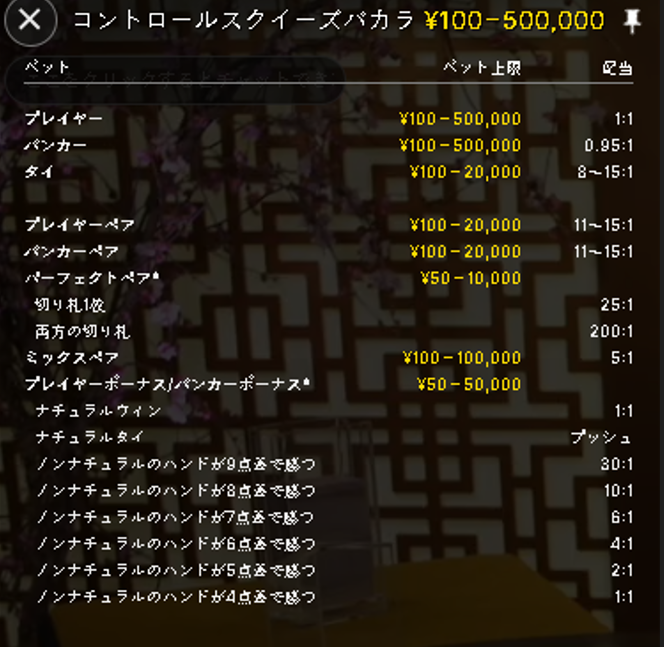 コントロールスクイーズバカラ ¥100-500,000
ベット ベット上限 配当
プレイヤー ¥100-500,000 1:1
バンカー ¥100-500,000 0.95:1
タイ ¥100-20,000 8~15:1
プレイヤーペア ¥100-20,000 11~15:1
バンカーペア ¥100-20,000 11~15:1
パーフェクトペア* ¥50-10,000
切り札1枚 25:1
両方の切り札 200:1
ミックスペア ¥100-100,000 5:1
プレイヤーボーナス/バンカーボーナス* ¥50-50,000
ナチュラルウィン 1:1
ナチュラルタイ プッシュ
ノンナチュラルのハンドが9点差で勝つ 30:1
ノンナチュラルのハンドが8点差で勝つ 10:1
ノンナチュラルのハンドが7点差で勝つ 6:1
ノンナチュラルのハンドが6点差で勝つ 4:1
ノンナチュラルのハンドが5点差で勝つ 2:1
ノンナチュラルのハンドが4点差で勝つ 1:1